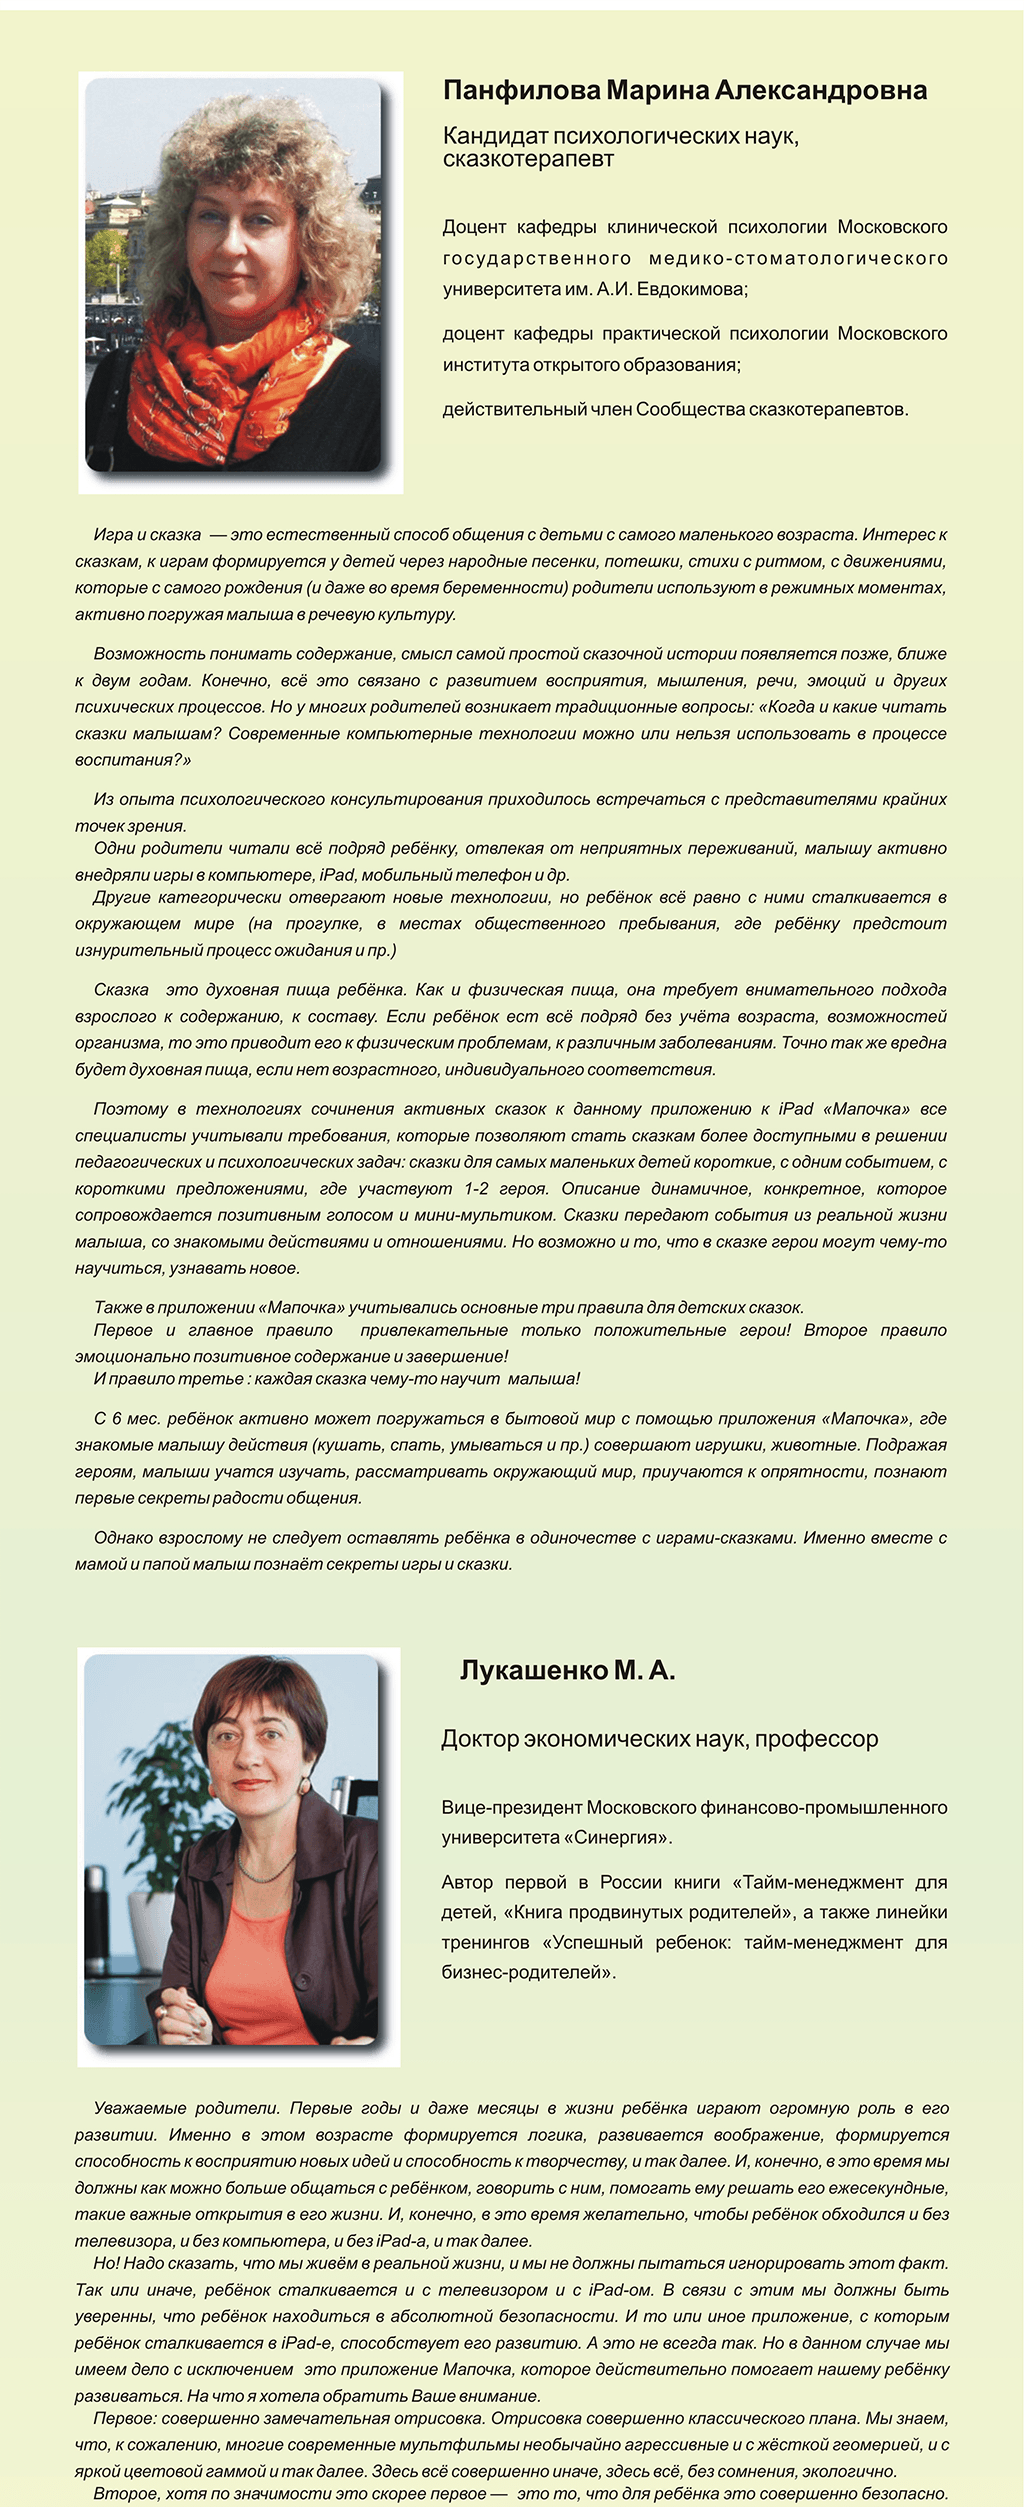 Панфилова Марина Александровна
Кандидат психологических наук,
сказкотерапевт
Доцент кафедры клинической психологии Московского
государственного медико-стоматологического
университета им. А.И. Евдокимова;
доцент кафедры практической психологии Московского
института открытого образования;
действительный член Сообщества сказкотерапевтов.
Игра и сказка — это естественный способ общения с детьми с самого маленького возраста. Интерес к
сказкам, к играм формируется у детей через народные песенки, потешки, стихи с ритмом, с движениями,
которые с самого рождения (и даже во время беременности) родители используют в режимных моментах,
активно погружая малыша в речевую культуру.
Возможность понимать содержание, смысл самой простой сказочной истории появляется позже, ближе
к двум годам. Конечно, всё это связано с развитием восприятия, мышления, речи, эмоций и других
психических процессов. Но у многих родителей возникает традиционные вопросы: «Когда и какие читать
сказки малышам? Современные компьютерные технологии можно или нельзя использовать в процессе
воспитания?»
Из опыта психологического консультирования приходилось встречаться с представителями крайних
точек зрения.
Одни родители читали всё подряд ребёнку, отвлекая от неприятных переживаний, малышу активно
внедряли игры в компьютере, iPad, мобильный телефон и др.
Другие категорически отвергают новые технологии, но ребёнок всё равно с ними сталкивается в
окружающем мире (на прогулке, в местах общественного пребывания, где ребёнку предстоит
изнурительный процесс ожидания и пр.)
Сказка это духовная пища ребёнка. Как и физическая пища, она требует внимательного подхода
взрослого к содержанию, к составу. Если ребёнок ест всё подряд без учёта возраста, возможностей
организма, то это приводит его к физическим проблемам, к различным заболеваниям. Точно так же вредна
будет духовная пища, если нет возрастного, индивидуального соответствия.
Поэтому в технологиях сочинения активных сказок к данному приложению к iPad «Мапочка» все
специалисты учитывали требования, которые позволяют стать сказкам более доступными в решении
педагогических и психологических задач: сказки для самых маленьких детей короткие, с одним событием, с
короткими предложениями, где участвуют 1-2 героя. Описание динамичное, конкретное, которое
сопровождается позитивным голосом и мини-мультиком. Сказки передают события из реальной жизни
малыша, со знакомыми действиями и отношениями. Но возможно и то, что в сказке герои могут чему-то
научиться, узнавать новое.
Также в приложении «Мапочка» учитывались основные три правила для детских сказок.
Первое и главное правило привлекательные только положительные герои! Второе правило
эмоционально позитивное содержание и завершение!
И правило третье : каждая сказка чему-то научит малыша!
С 6 мес. ребёнок активно может погружаться в бытовой мир с помощью приложения «Мапочка», где
знакомые малышу действия (кушать, спать, умываться и пр.) совершают игрушки, животные. Подражая
героям, малыши учатся изучать, рассматривать окружающий мир, приучаются к опрятности, познают
первые секреты радости общения.
Однако взрослому не следует оставлять ребёнка в одиночестве с играми-сказками. Именно вместе с
мамой и папой малыш познаёт секреты игры и сказки.
Лукашенко М. А.
Доктор экономических наук, профессор
Вице-президент Московского финансово-промышленного
университета «Синергия».
Автор первой в России книги «Тайм-менеджмент для
детей, «Книга продвинутых родителей», а также линейки
тренингов «Успешный ребенок: тайм-менеджмент для
бизнес-родителей».
Уважаемые родители. Первые годы и даже месяцы в жизни ребёнка играют огромную роль в его
развитии. Именно в этом возрасте формируется логика, развивается воображение, формируется
способность к восприятию новых идей и способность к творчеству, и так далее. И, конечно, в это время мы
должны как можно больше общаться с ребёнком, говорить с ним, помогать ему решать его ежесекундные,
такие важные открытия в его жизни. И, конечно, в это время желательно, чтобы ребёнок обходился и без
телевизора, и без компьютера, и без iPad-а, и так далее.
Но! Надо сказать, что мы живём в реальной жизни, и мы не должны пытаться игнорировать этот факт.
Так или иначе, ребёнок сталкивается и с телевизором и с iPad-ом. В связи с этим мы должны быть
уверенны, что ребёнок находиться в абсолютной безопасности. И то или иное приложение, с которым
ребёнок сталкивается в iPad-е, способствует его развитию. А это не всегда так. Но в данном случае мы
имеем дело с исключением это приложение Мапочка, которое действительно помогает нашему ребёнку
развиваться. На что я хотела обратить Ваше внимание.
Первое: совершенно замечательная отрисовка. Отрисовка совершенно классического плана. Мы знаем,
что, к сожалению, многие современные мультфильмы необычайно агрессивные и с жёсткой геомерией, и с
яркой цветовой гаммой и так далее. Здесь всё совершенно иначе, здесь всё, без сомнения, экологично.
Второе, хотя по значимости это скорее первое — это то, что для ребёнка это совершенно безопасно.